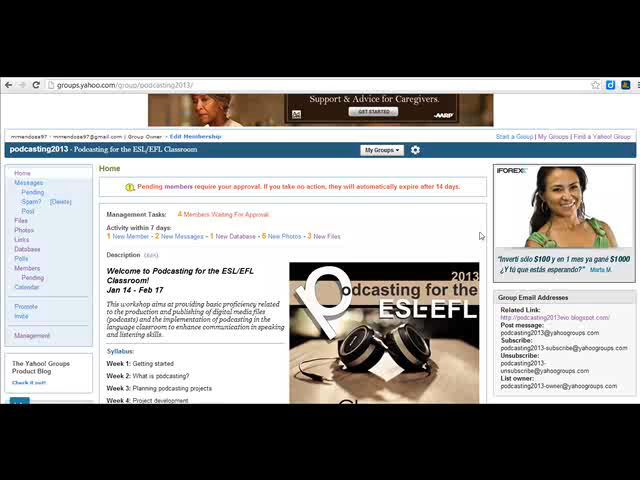 groups.yahoo.com/group/podcasting2013/
Support & Advice for Caregivers.
GET STARTED
AARP
mmendose97 - mmendose97@gmail.com | Group Owner - Edit Membership
Start a Group | My Groups | Find a Yahoo! Group
podcasting2013 · Podcasting for the ESL/EFL Classroom
My Groups
Home
Messages
Pending
Spam? [Delete]
Post
Files
Photos
Links
Database
Polls
Members
Pending
Calendar
Promote
Invite
Management
The Yahoo! Groups
Product Blog
Check it out!
Home
Pending members require your approval. If you take no action, they will automatically expire after 14 days.
Management Tasks: 4 Members Waiting For Approval
Activity within 7 days:
1 New Member - 2 New Messages - 1 New Database - 6 New Photos - 3 New Files
Description (Edit)
Welcome to Podcasting for the ESL/EFL
Classroom!
Jan 14 - Feb 17
This workshop aims at providing basic proficiency related
to the production and publishing of digital media files
(podcasts) and the implementation of podcasting in the
language classroom to enhance communication in speaking
and listening skills.
Syllabus:
Week 1: Getting started
Week 2: What is podcasting?
Week 3: Planning podcasting projects
Week 4: Project development
2013
podcasting for the
ESL-EFL
IFOREX
"Invertí sólo $100 y en 1 mes ya gané $1000
¿Y tú que estás esperando?" Marta M.
Group Email Addresses
Related Link:
http://podcasting2013evo.blogspot.com/
Post message:
podcasting2013@yahoogroups.com
Subscribe:
podcasting2013-subscribe@yahoogroups.com
Unsubscribe:
podcasting2013-
unsubscribe@yahoogroups.com
List owner:
podcasting2013-owner@yahoogroups.com